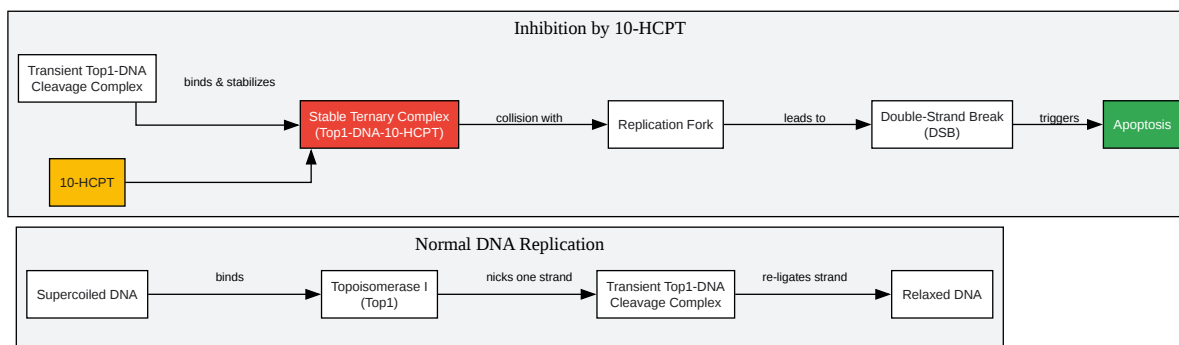 Inhibition by 10-HCPT
Transient Top1-DNA
Cleavage Complex
binds & stabilizes
Stable Ternary Complex
(Top1-DNA-10-HCPT)
collision with
Replication Fork
leads to
Double-Strand Break
(DSB)
triggers
Apoptosis
10-HCPT
Normal DNA Replication
Supercoiled DNA
binds
Topoisomerase I
(Top1)
nicks one strand
Transient Top1-DNA
Cleavage Complex
re-ligates strand
Relaxed DNA